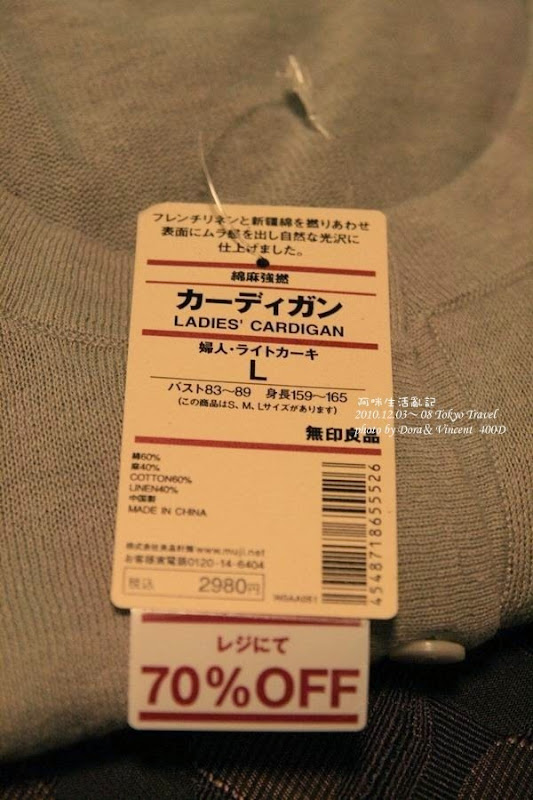 フレンチリネンと新疆綿を撚りあわせ
表面にムラ感を出し自然な光沢に
仕上げました。
綿麻強撚
カーディガン
LADIES' CARDIGAN
婦人・ライトカーキ
L
バスト83〜89 身長159〜165
(この商品はS、M、Lサイズがあります)
無印良品
綿60%
麻40%
COTTON60%
LINEN40%
中国製
MADE IN CHINA
株式会社良品計画 www.muji.net
お客様室電話0120-14-6404
税込 2980円
4548718655526
レジにて
70%OFF
阿咪生活亂記
2010.12.03~ 08 Tokyo Travel
photo by Dora & Vincent 400D